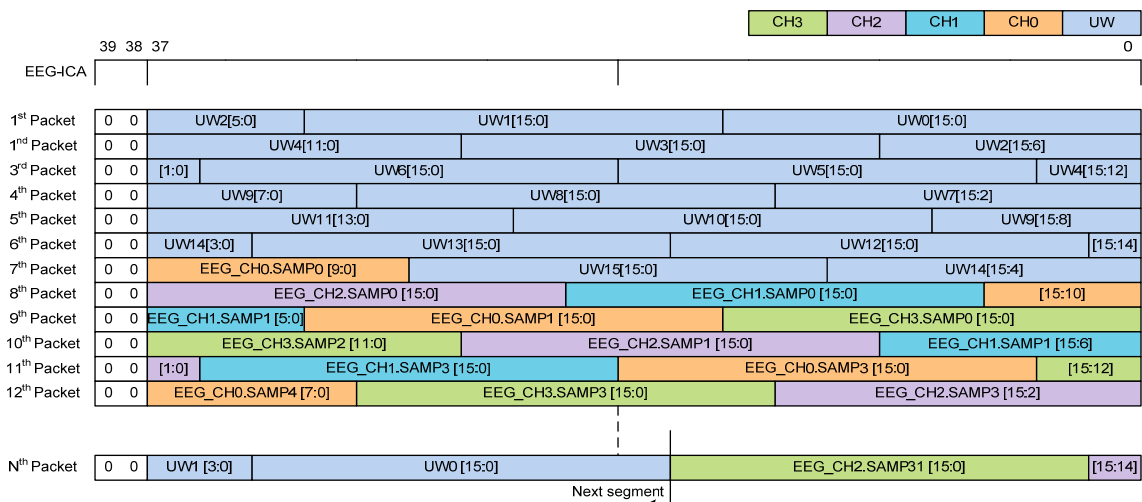 CH3 CH2 CH1 CH0 UW
39 38 37 0
EEG-ICA
1st Packet 0 0 UW2[5:0] UW1[15:0] UW0[15:0]
1nd Packet 0 0 UW4[11:0] UW3[15:0] UW2[15:6]
3rd Packet 0 0 [1:0] UW6[15:0] UW5[15:0] UW4[15:12]
4th Packet 0 0 UW9[7:0] UW8[15:0] UW7[15:2]
5th Packet 0 0 UW11[13:0] UW10[15:0] UW9[15:8]
6th Packet 0 0 UW14[3:0] UW13[15:0] UW12[15:0] [15:14]
7th Packet 0 0 EEG_CH0.SAMP0 [9:0] UW15[15:0] UW14[15:4]
8th Packet 0 0 EEG_CH2.SAMP0 [15:0] EEG_CH1.SAMP0 [15:0] [15:10]
9th Packet 0 0 EEG_CH1.SAMP1 [5:0] EEG_CH0.SAMP1 [15:0] EEG_CH3.SAMP0 [15:0]
10th Packet 0 0 EEG_CH3.SAMP2 [11:0] EEG_CH2.SAMP1 [15:0] EEG_CH1.SAMP1 [15:6]
11th Packet 0 0 [1:0] EEG_CH1.SAMP3 [15:0] EEG_CH0.SAMP3 [15:0] [15:12]
12th Packet 0 0 EEG_CH0.SAMP4 [7:0] EEG_CH3.SAMP3 [15:0] EEG_CH2.SAMP3 [15:2]
Nth Packet 0 0 UW1 [3:0] UW0 [15:0] EEG_CH2.SAMP31 [15:0] [15:14]
Next segment